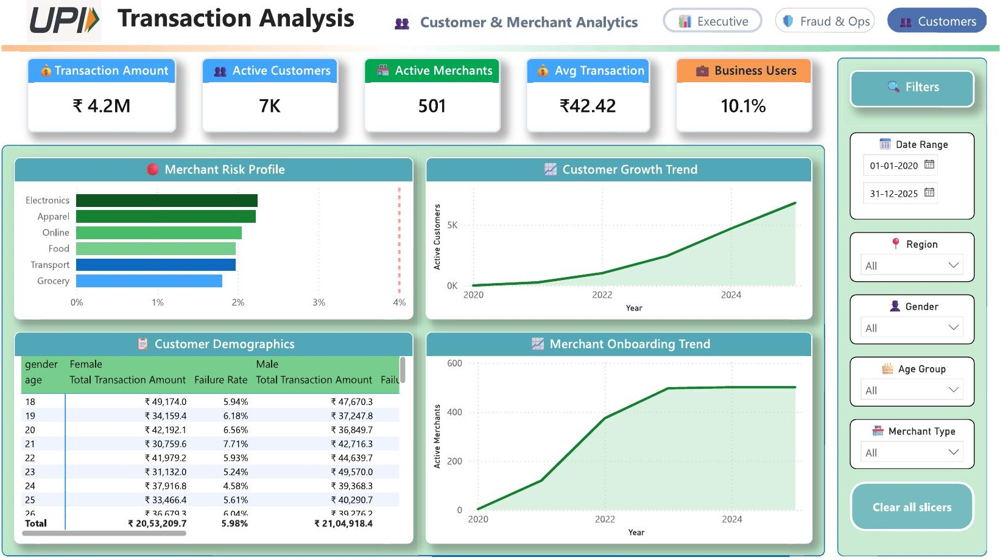 UPI
Transaction Analysis
Customer & Merchant Analytics
Executive
Fraud & Ops
Customers
Transaction Amount
₹ 4.2M
Active Customers
7K
Active Merchants
501
Avg Transaction
₹42.42
Business Users
10.1%
Merchant Risk Profile
Electronics
Apparel
Online
Food
Transport
Grocery
0% 1% 2% 3% 4%
Customer Growth Trend
Active Customers
5K
0K
2020 2022 2024
Year
Customer Demographics
gender Female Male
age Total Transaction Amount Failure Rate Total Transaction Amount Failu
18 ₹ 49,174.0 5.94% ₹ 47,670.3
19 ₹ 34,159.4 6.18% ₹ 37,247.8
20 ₹ 42,192.1 6.56% ₹ 36,849.7
21 ₹ 30,759.6 7.71% ₹ 42,716.3
22 ₹ 41,979.2 5.93% ₹ 44,639.7
23 ₹ 31,132.0 5.24% ₹ 49,570.0
24 ₹ 37,916.8 4.58% ₹ 39,368.3
25 ₹ 33,466.4 5.61% ₹ 40,290.7
26 ₹ 36,679.3 6.04% ₹ 39,276.2
Total ₹ 20,53,209.7 5.98% ₹ 21,04,918.4
Merchant Onboarding Trend
Active Merchants
600
400
200
0
2020 2022 2024
Year
Filters
Date Range
01-01-2020
31-12-2025
Region
All
Gender
All
Age Group
All
Merchant Type
All
Clear all slicers